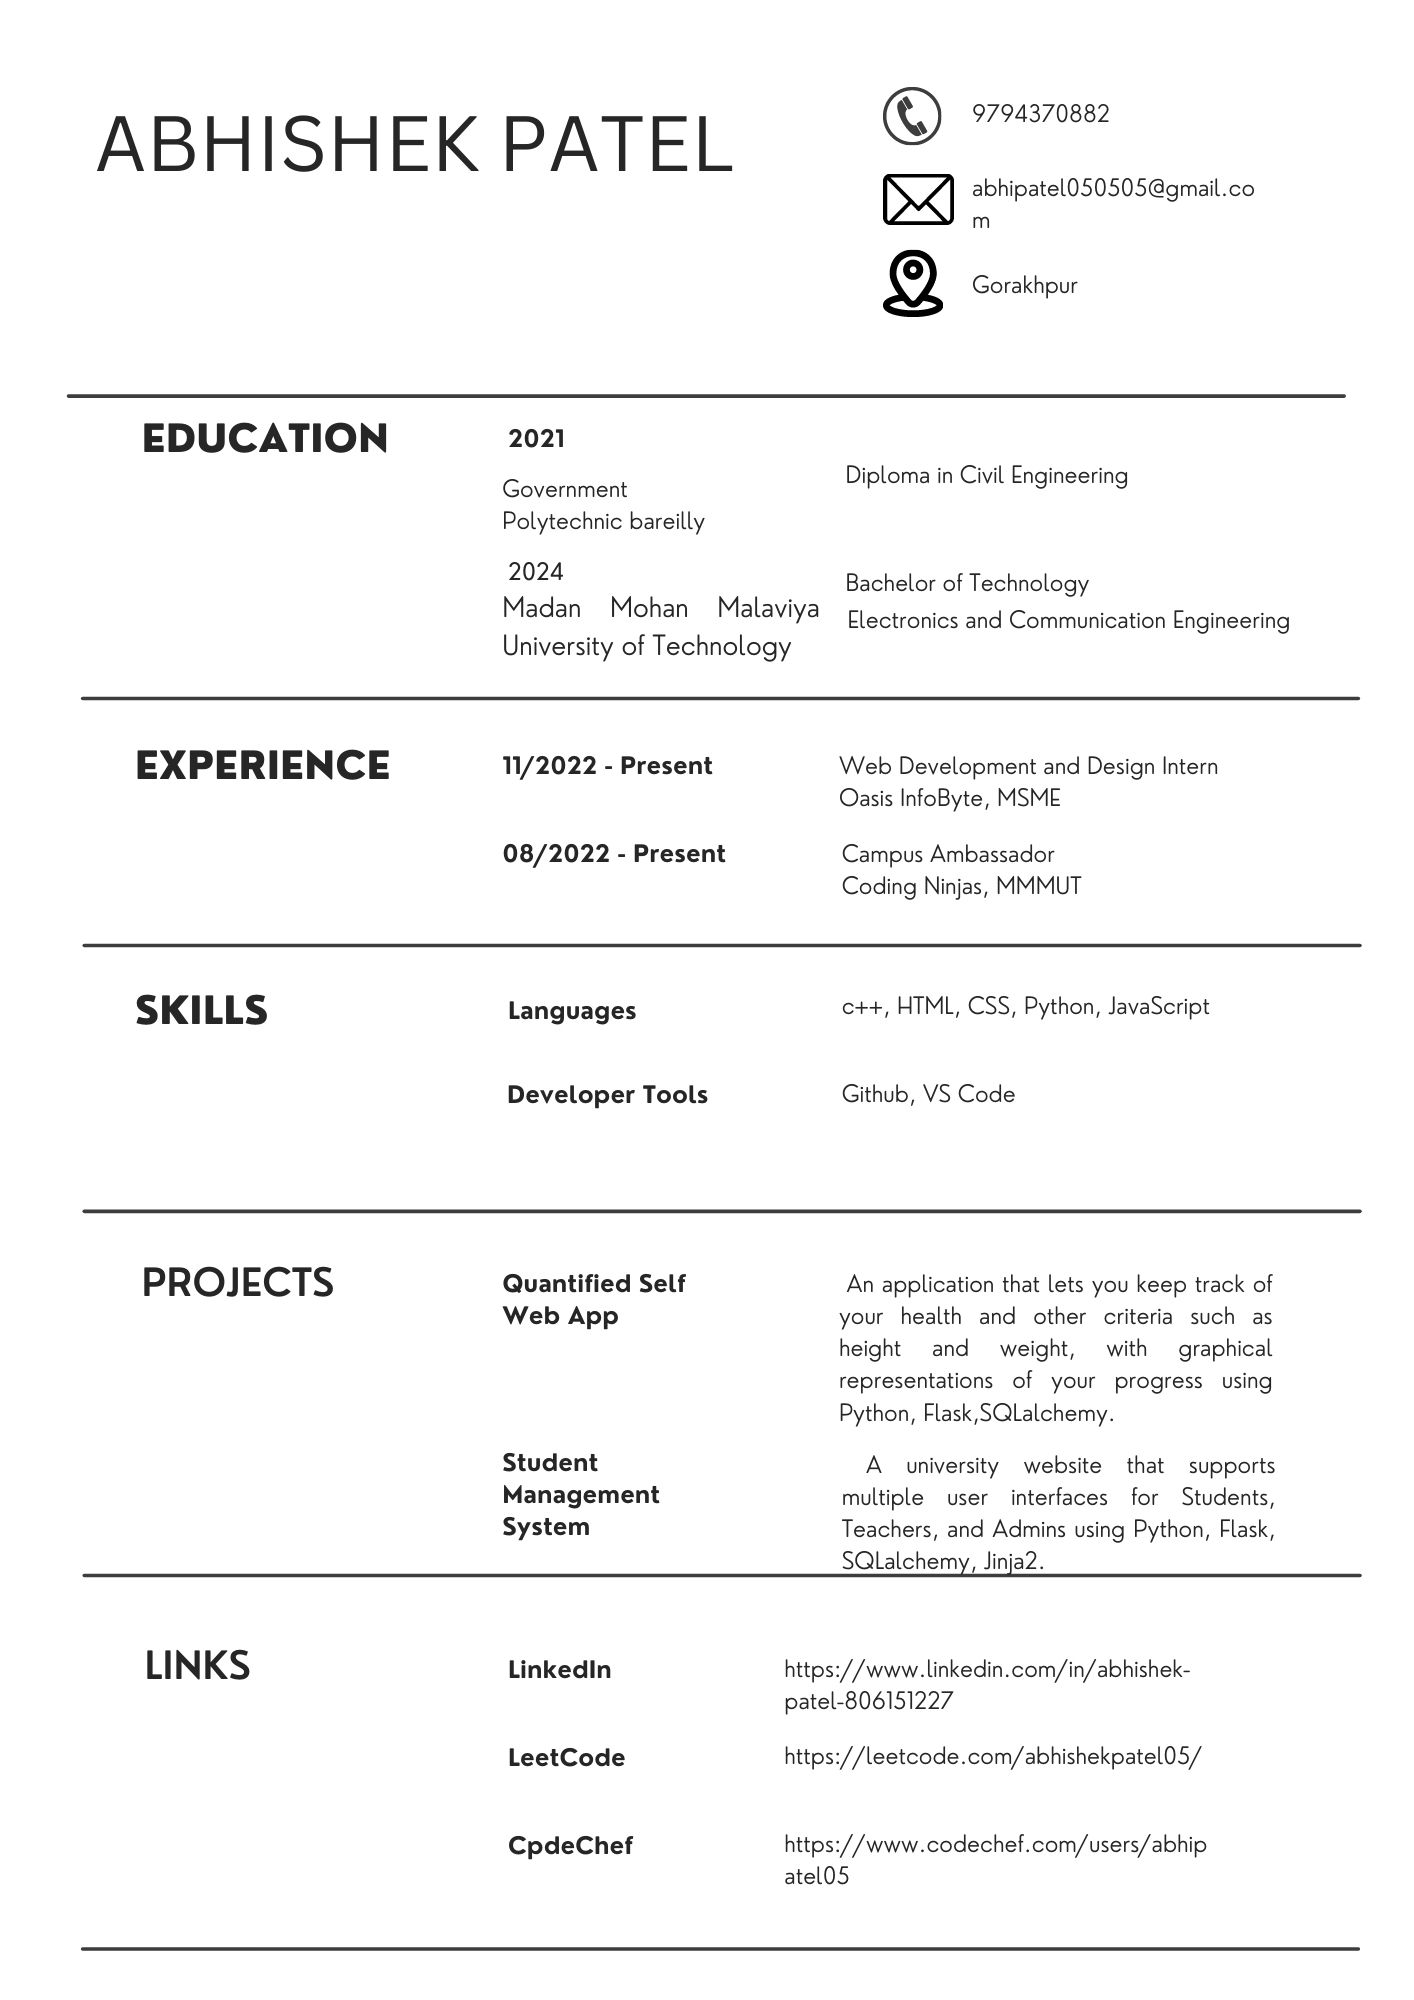 ABHISHEK PATEL
9794370882
abhipatel050505@gmail.co
m
Gorakhpur
EDUCATION
2021
Government
Polytechnic bareilly
Diploma in Civil Engineering
2024
Madan Mohan Malaviya
University of Technology
Bachelor of Technology
Electronics and Communication Engineering
EXPERIENCE
11/2022 - Present
Web Development and Design Intern
Oasis InfoByte, MSME
08/2022 - Present
Campus Ambassador
Coding Ninjas, MMMUT
SKILLS
Languages
c++, HTML, CSS, Python, JavaScript
Developer Tools
Github, VS Code
PROJECTS
Quantified Self
Web App
An application that lets you keep track of
your health and other criteria such as
height and weight, with graphical
representations of your progress using
Python, Flask,SQLalchemy.
Student
Management
System
A university website that supports
multiple user interfaces for Students,
Teachers, and Admins using Python, Flask,
SQLalchemy, Jinja2.
LINKS
LinkedIn
https://www.linkedin.com/in/abhishek-
patel-806151227
LeetCode
https://leetcode.com/abhishekpatel05/
CpdeChef
https://www.codechef.com/users/abhip
atel05